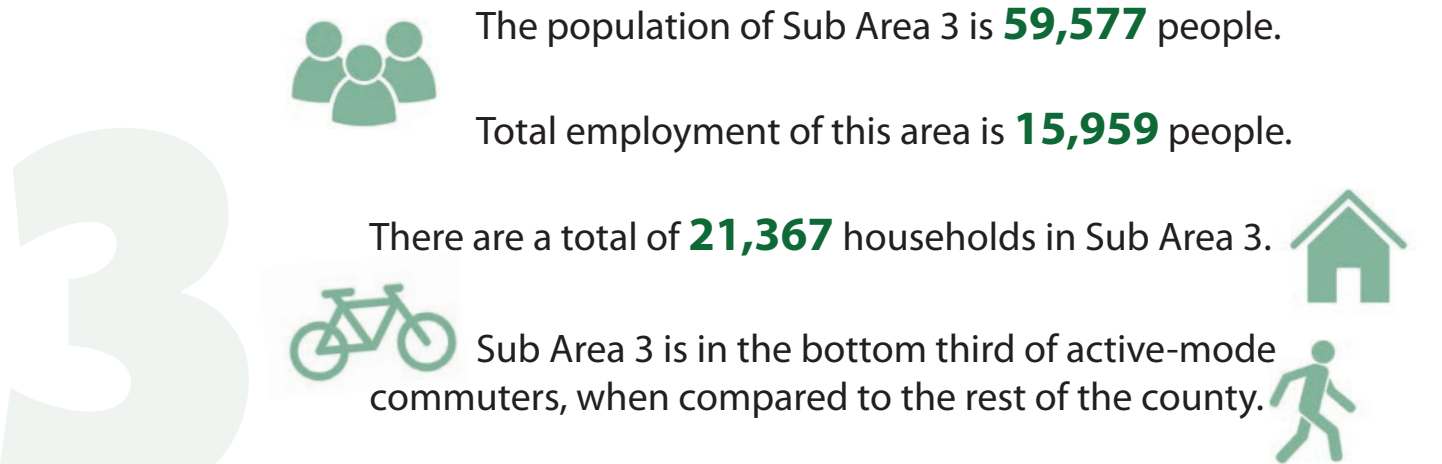 3
The population of Sub Area 3 is 59,577 people.
Total employment of this area is 15,959 people.
There are a total of 21,367 households in Sub Area 3.
Sub Area 3 is in the bottom third of active-mode
commuters, when compared to the rest of the county.